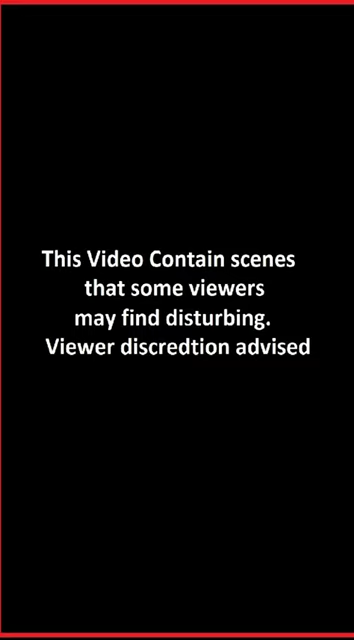 This Video Contain scenes
that some viewers
may find disturbing.
Viewer discredtion advised